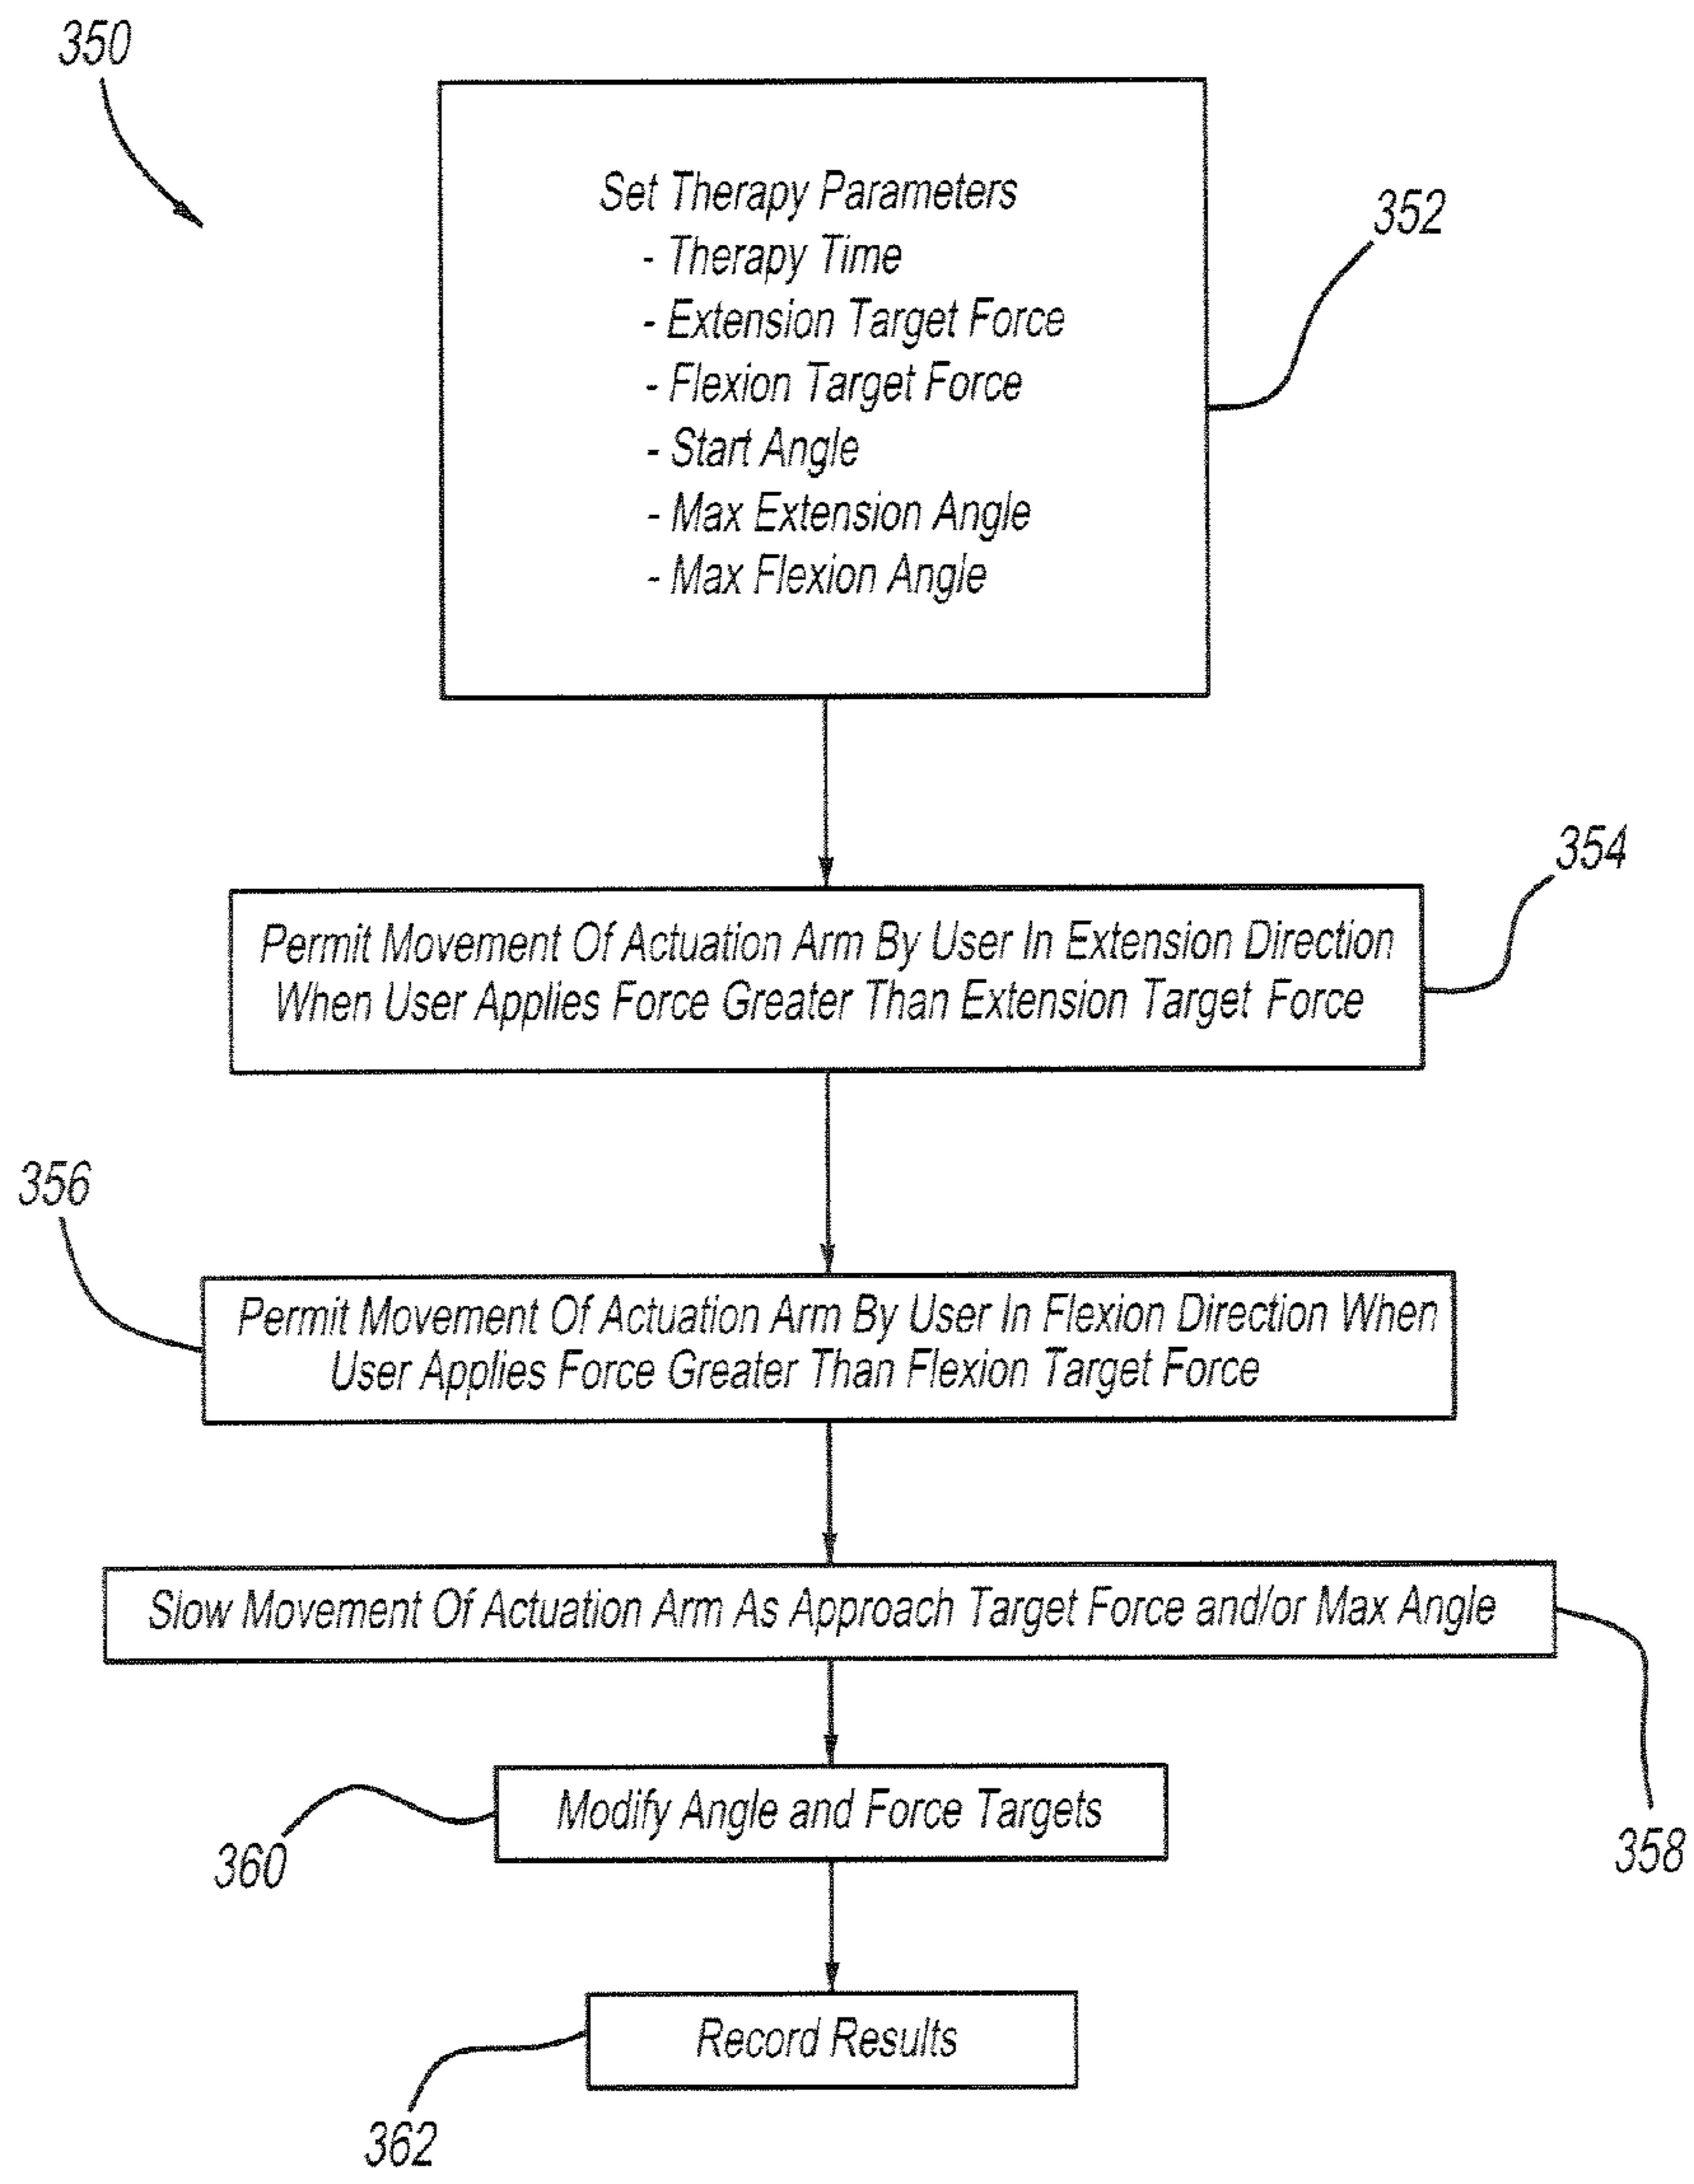 350
Set Therapy Parameters
- Therapy Time
352
- Extension Target Force
- Flexion Target Force
- Start Angle
- Max Extension Angle
- Max Flexion Angle
354
Permit Movement Of Actuation Arm By User In Extension Direction
When User Applies Force Greater Than Extension Target Force
356
Permit Movement Of Actuation Arm By User In Flexion Direction When
User Applies Force Greater Than Flexion Target Force
Slow Movement Of Actuation Arm As Approach Target Force and/or Max Angle
Modify Angle and Force Targets
358
360
Record Results
362